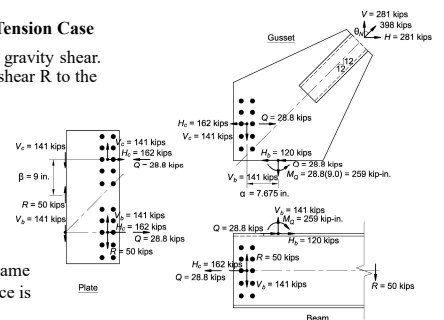 Tension Case
gravity shear.
shear R to the
ame
ce is
Gusset
V = 281 kips
398 kips
H = 281 kips
θN
12
12
Hc = 162 kips
Q = 28.8 kips
Vc = 141 kips
Hb = 120 kips
Q = 28.8 kips
Vb = 141 kips
MQ = 28.8(9.0) = 259 kip-in.
α = 7.675 in.
Vc = 141 kips
Vc = 141 kips
Hc = 162 kips
Q = 28.8 kips
β = 9 in.
R = 50 kips
Vb = 141 kips
Vb = 141 kips
Hc = 162 kips
Q = 28.8 kips
R = 50 kips
Plate
Vb = 141 kips
MQ = 259 kip-in.
Q = 28.8 kips
Hb = 120 kips
Hc = 162 kips
R = 50 kips
Q = 28.8 kips
Vb = 141 kips
R = 50 kips
Beam